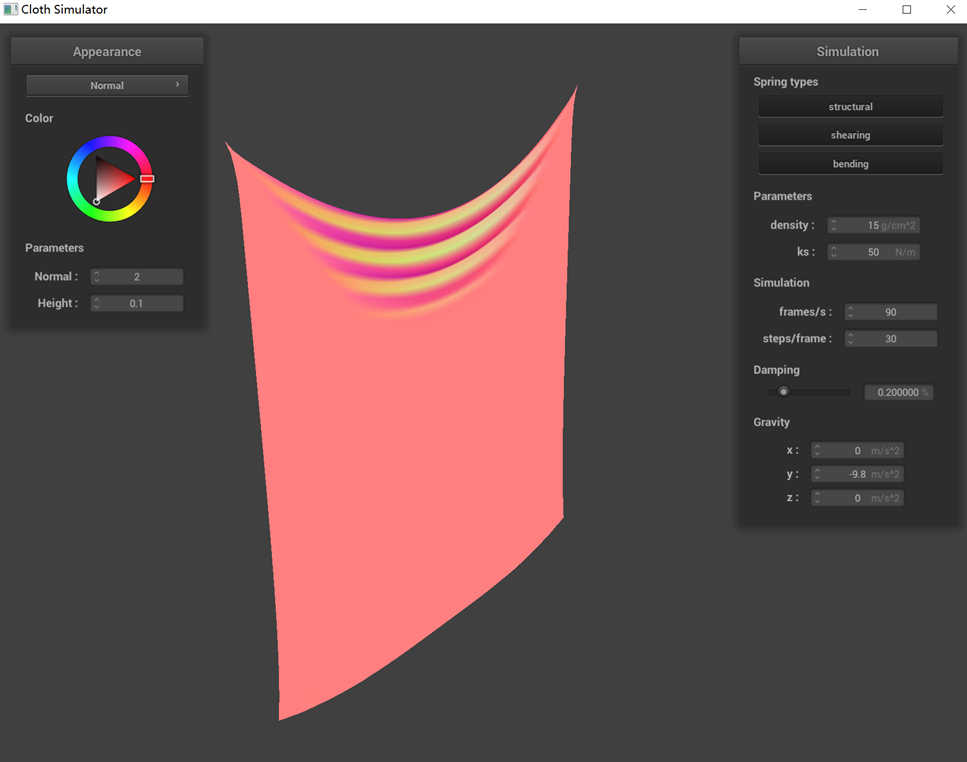 Cloth Simulator
Appearance
Normal
Color
Parameters
Normal : 2
Height : 0.1
Simulation
Spring types
structural
shearing
bending
Parameters
density : 15 g/cm^2
ks : 50 N/m
Simulation
frames/s : 90
steps/frame : 30
Damping
0.200000 %
Gravity
x : 0 m/s^2
y : -9.8 m/s^2
z : 0 m/s^2